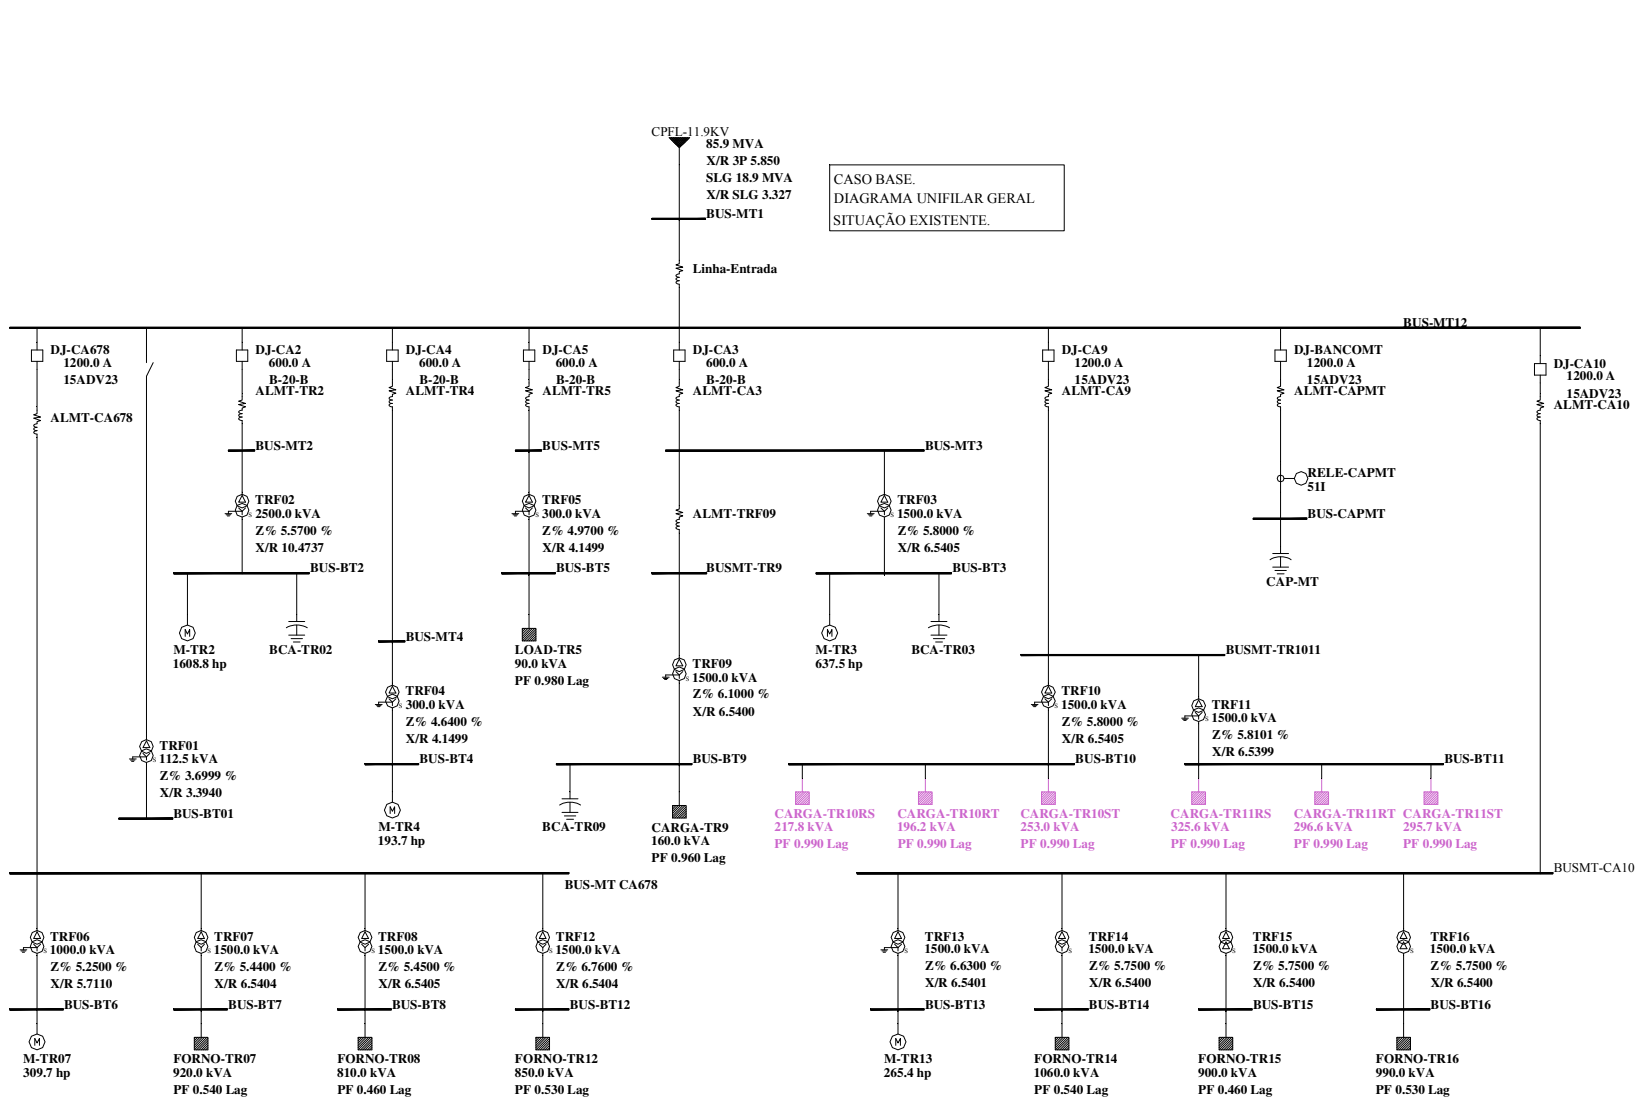 CPFL-11.9KV
85.9 MVA
X/R 3P 5.850
SLG 18.9 MVA
X/R SLG 3.327
BUS-MT1
CASO BASE.
DIAGRAMA UNIFILAR GERAL
SITUAÇÃO EXISTENTE.
Linha-Entrada
BUS-MT12
DJ-CA678
1200.0 A
15ADV23
ALMT-CA678
DJ-CA2
600.0 A
B-20-B
ALMT-TR2
DJ-CA4
600.0 A
B-20-B
ALMT-TR4
DJ-CA5
600.0 A
B-20-B
ALMT-TR5
DJ-CA3
600.0 A
B-20-B
ALMT-CA3
DJ-CA9
1200.0 A
15ADV23
ALMT-CA9
DJ-BANCOMT
1200.0 A
15ADV23
ALMT-CAPMT
DJ-CA10
1200.0 A
15ADV23
ALMT-CA10
BUS-MT2
BUS-MT5
BUS-MT3
RELE-CAPMT
51I
BUS-CAPMT
CAP-MT
TRF02
2500.0 kVA
Z% 5.5700 %
X/R 10.4737
S
TRF05
300.0 kVA
Z% 4.9700 %
X/R 4.1499
S
ALMT-TRF09
TRF03
1500.0 kVA
Z% 5.8000 %
X/R 6.5405
S
BUS-BT2
BUS-BT5
BUSMT-TR9
BUS-BT3
M
M-TR2
1608.8 hp
BCA-TR02
BUS-MT4
LOAD-TR5
90.0 kVA
PF 0.980 Lag
M
M-TR3
637.5 hp
BCA-TR03
BUSMT-TR1011
TRF04
300.0 kVA
Z% 4.6400 %
X/R 4.1499
S
TRF09
1500.0 kVA
Z% 6.1000 %
X/R 6.5400
S
TRF10
1500.0 kVA
Z% 5.8000 %
X/R 6.5405
S
TRF11
1500.0 kVA
Z% 5.8101 %
X/R 6.5399
S
TRF01
112.5 kVA
Z% 3.6999 %
X/R 3.3940
S
BUS-BT01
BUS-BT4
M
M-TR4
193.7 hp
BUS-BT9
BCA-TR09
CARGA-TR9
160.0 kVA
PF 0.960 Lag
BUS-BT10
CARGA-TR10RS
217.8 kVA
PF 0.990 Lag
CARGA-TR10RT
196.2 kVA
PF 0.990 Lag
CARGA-TR10ST
253.0 kVA
PF 0.990 Lag
BUS-BT11
CARGA-TR11RS
325.6 kVA
PF 0.990 Lag
CARGA-TR11RT
296.6 kVA
PF 0.990 Lag
CARGA-TR11ST
295.7 kVA
PF 0.990 Lag
BUS-MT CA678
BUSMT-CA10
TRF06
1000.0 kVA
Z% 5.2500 %
X/R 5.7110
S
BUS-BT6
M
M-TR07
309.7 hp
TRF07
1500.0 kVA
Z% 5.4400 %
X/R 6.5404
S
BUS-BT7
FORNO-TR07
920.0 kVA
PF 0.540 Lag
TRF08
1500.0 kVA
Z% 5.4500 %
X/R 6.5405
S
BUS-BT8
FORNO-TR08
810.0 kVA
PF 0.460 Lag
TRF12
1500.0 kVA
Z% 6.7600 %
X/R 6.5404
S
BUS-BT12
FORNO-TR12
850.0 kVA
PF 0.530 Lag
TRF13
1500.0 kVA
Z% 6.6300 %
X/R 6.5401
S
BUS-BT13
M
M-TR13
265.4 hp
TRF14
1500.0 kVA
Z% 5.7500 %
X/R 6.5400
S
BUS-BT14
FORNO-TR14
1060.0 kVA
PF 0.540 Lag
TRF15
1500.0 kVA
Z% 5.7500 %
X/R 6.5400
S
BUS-BT15
FORNO-TR15
900.0 kVA
PF 0.460 Lag
TRF16
1500.0 kVA
Z% 5.7500 %
X/R 6.5400
S
BUS-BT16
FORNO-TR16
990.0 kVA
PF 0.530 Lag